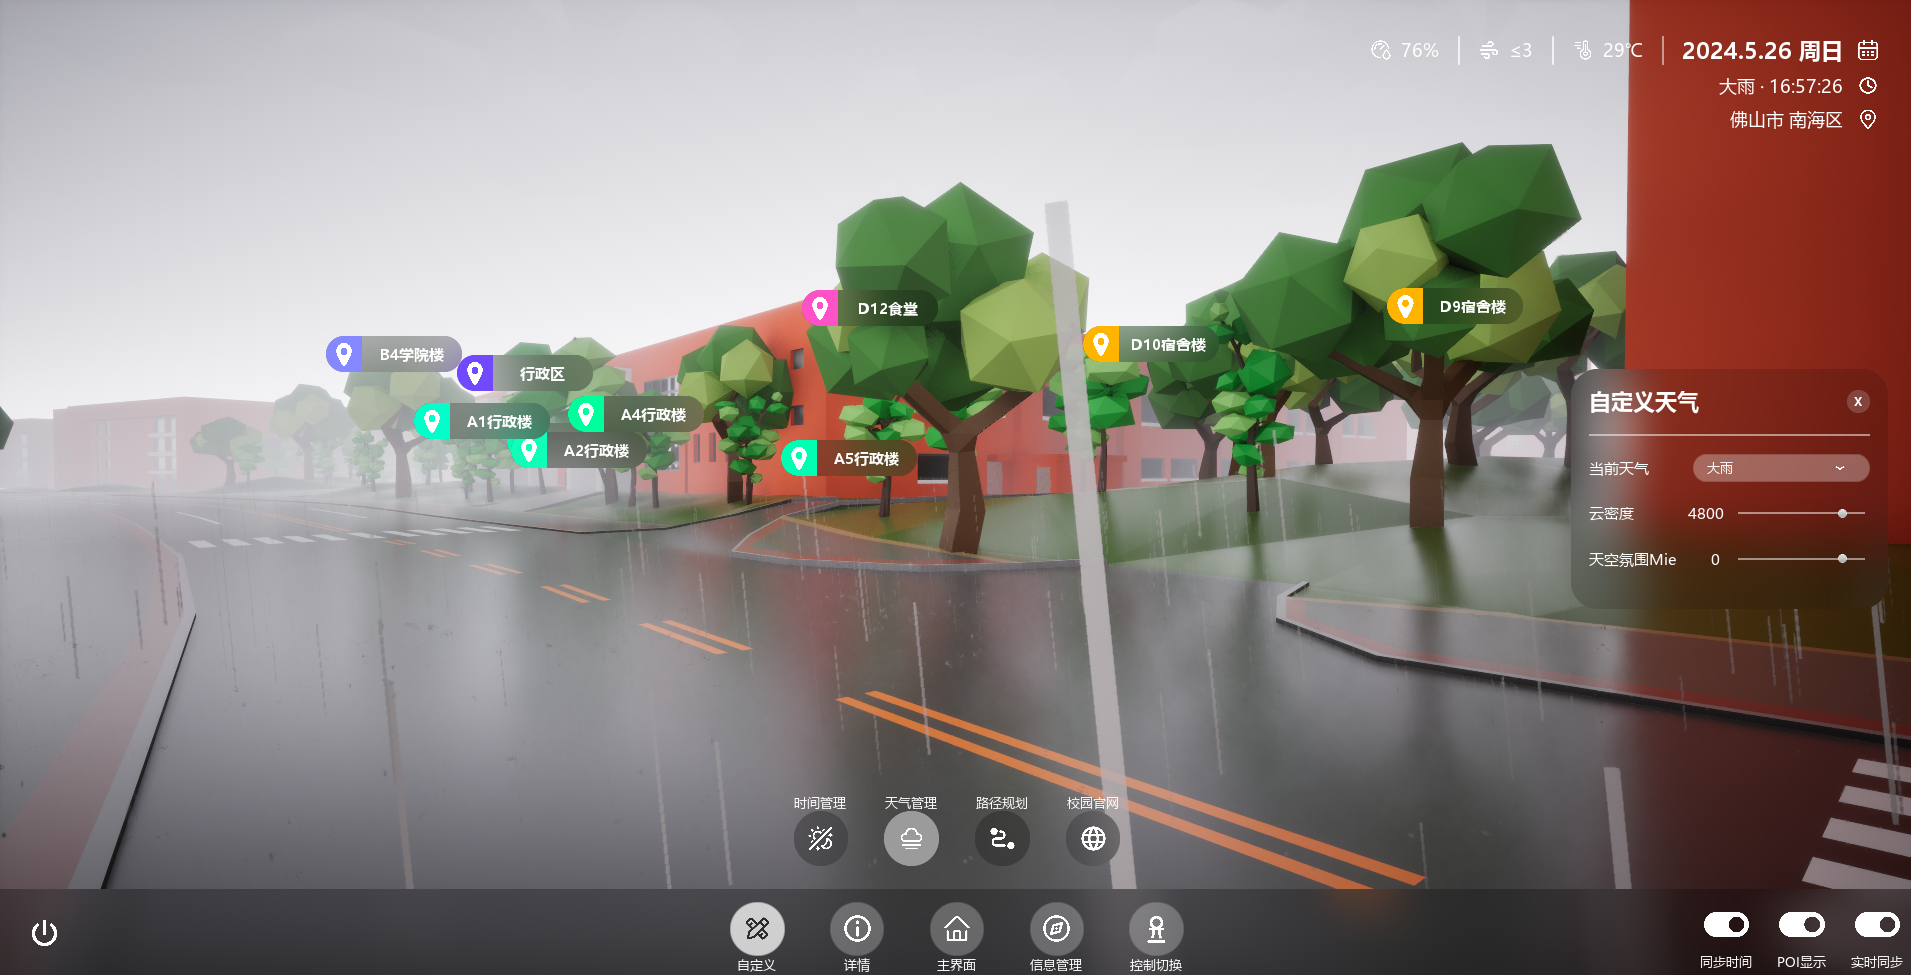 76%
≤3
29℃
2024.5.26 周日
大雨 · 16:57:26
佛山市 南海区
D12食堂
D9宿舍楼
D10宿舍楼
B4学院楼
行政区
A1行政楼
A4行政楼
A2行政楼
A5行政楼
自定义天气
X
当前天气 大雨
云密度 4800
天空氛围Mie 0
时间管理 天气管理 路径规划 校园官网
自定义 详情 主界面 信息管理 控制切换
同步时间 POI显示 实时同步